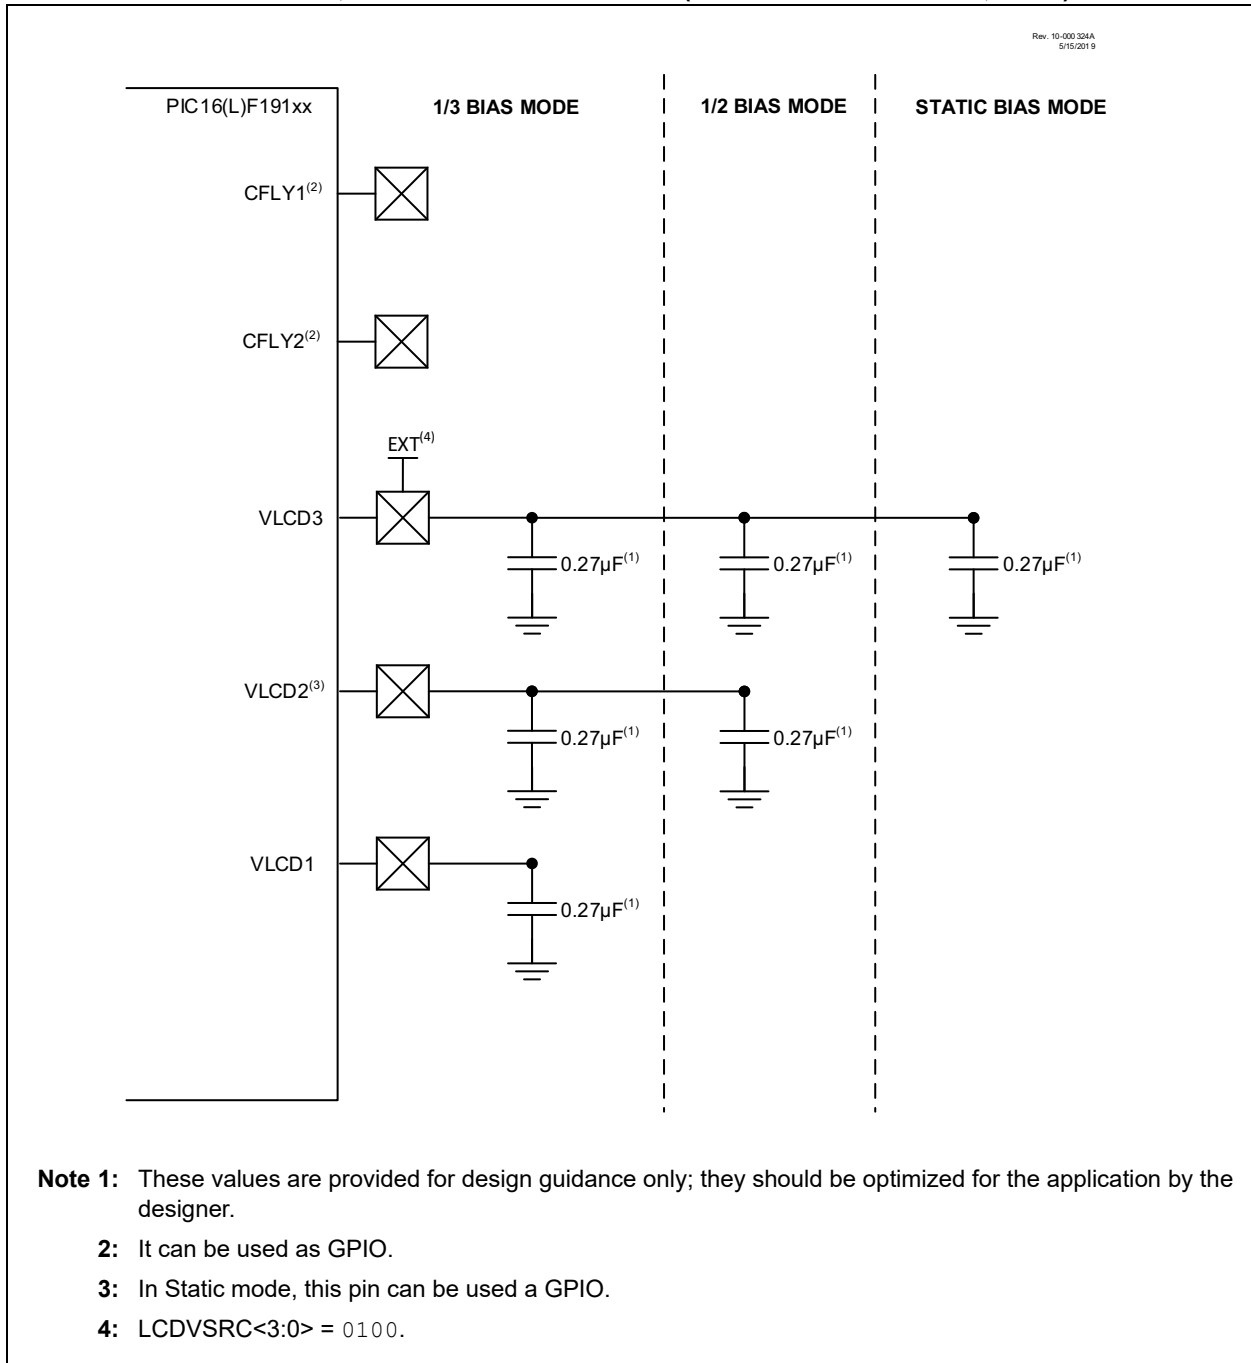 Rev. 10-000 324A
5/15/201 9
PIC16(L)F191xx
1/3 BIAS MODE
1/2 BIAS MODE
STATIC BIAS MODE
CFLY1(2)
CFLY2(2)
EXT(4)
VLCD3
0.27µF(1)
0.27µF(1)
0.27µF(1)
VLCD2(3)
0.27µF(1)
0.27µF(1)
VLCD1
0.27µF(1)
Note 1: These values are provided for design guidance only; they should be optimized for the application by the
designer.
2: It can be used as GPIO.
3: In Static mode, this pin can be used a GPIO.
4: LCDVSRC<3:0> = 0100.